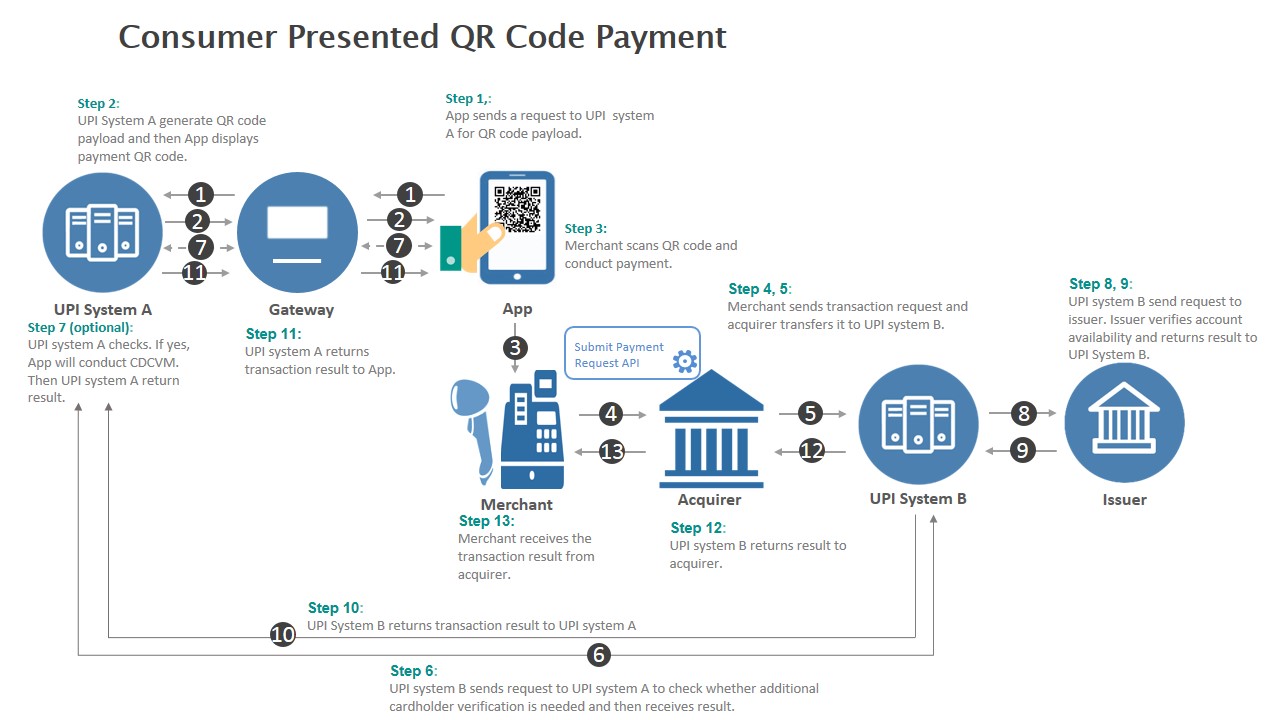 Consumer Presented QR Code Payment
Step 2:
UPI System A generate QR code
payload and then App displays
payment QR code.
Step 1,:
App sends a request to UPI system
A for QR code payload.
1
2
7
11
1
2
7
11
Step 3:
Merchant scans QR code and
conduct payment.
UPI System A
Gateway
App
Step 7 (optional):
UPI system A checks. If yes,
App will conduct CDCVM.
Then UPI system A return
result.
Step 11:
UPI system A returns
transaction result to App.
3
Submit Payment
Request API
Step 4, 5:
Merchant sends transaction request and
acquirer transfers it to UPI system B.
Step 8, 9:
UPI system B send request to
issuer. Issuer verifies account
availability and returns result to
UPI System B.
4
13
5
12
8
9
Merchant
Acquirer
UPI System B
Issuer
Step 13:
Merchant receives the
transaction result from
acquirer.
Step 12:
UPI system B returns result to
acquirer.
Step 10:
UPI System B returns transaction result to UPI system A
10
6
Step 6:
UPI system B sends request to UPI system A to check whether additional
cardholder verification is needed and then receives result.